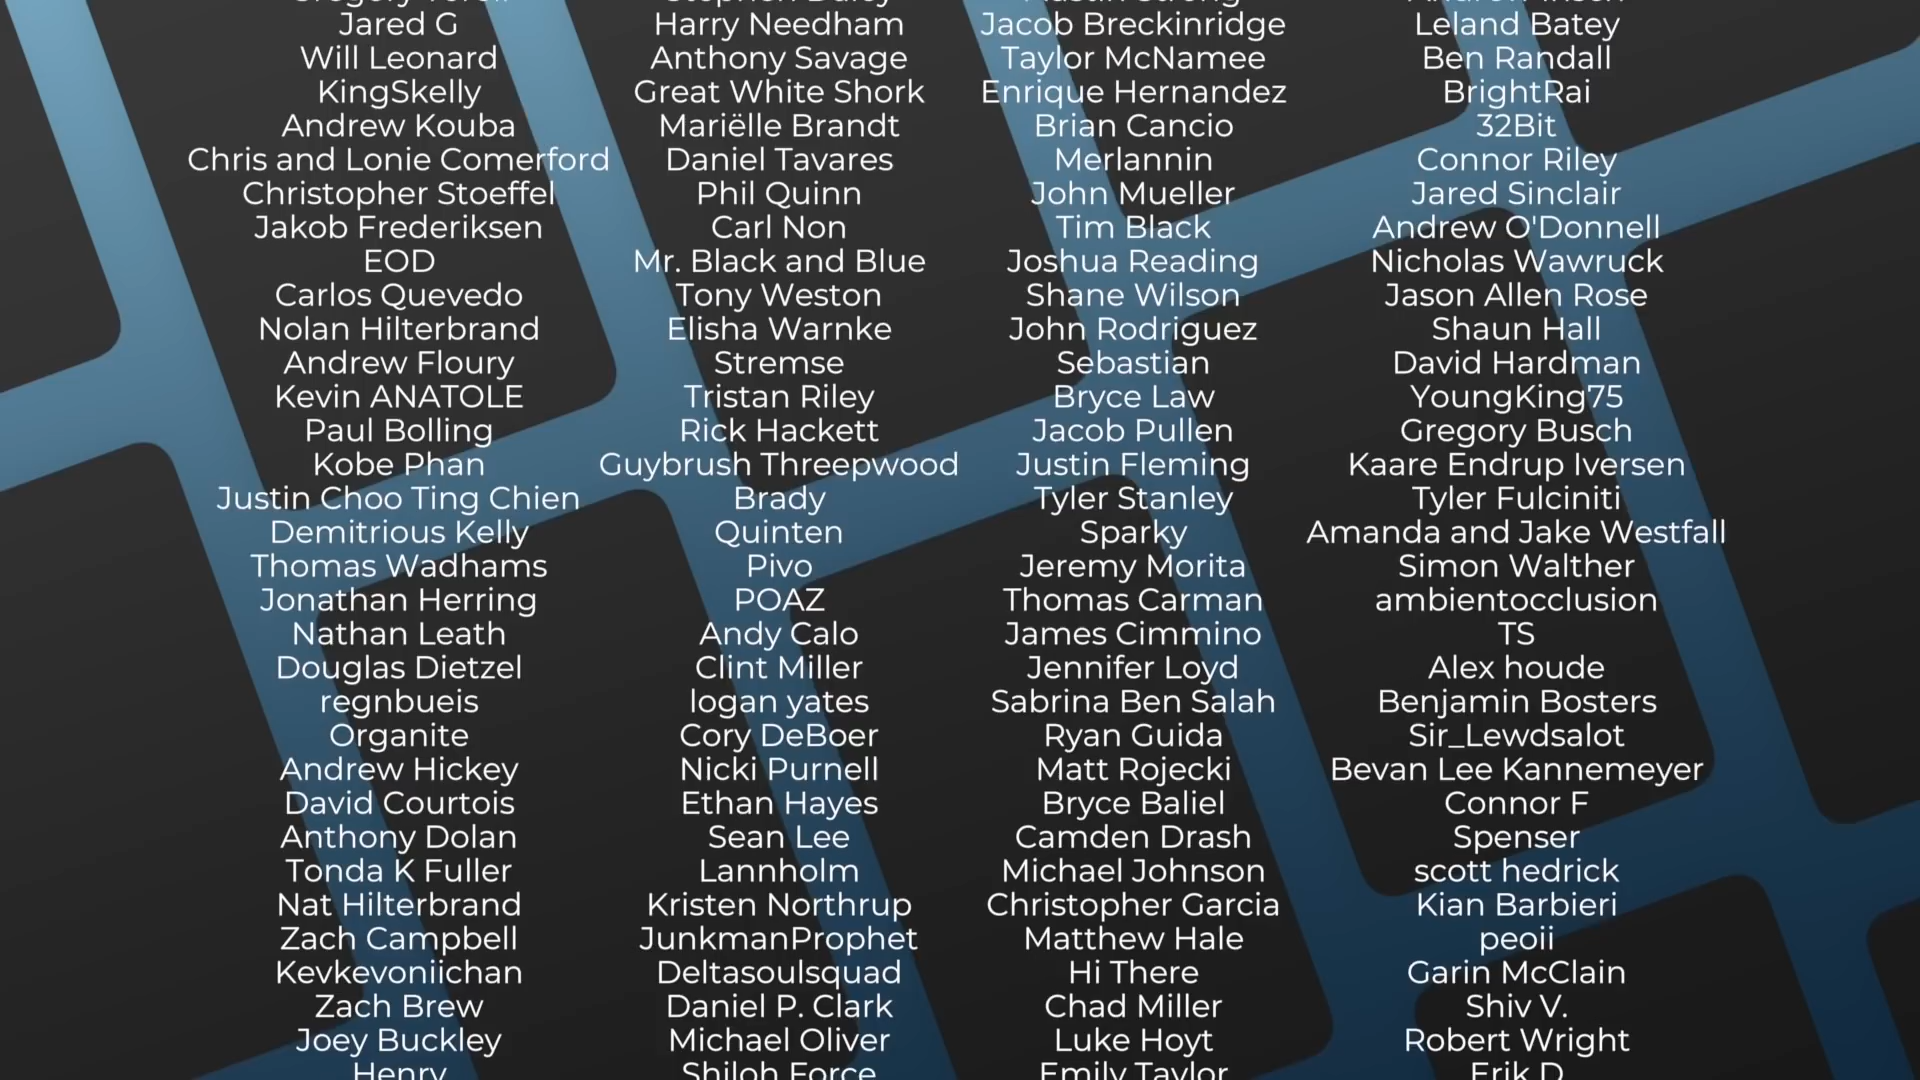 Jared G
Will Leonard
KingSkelly
Andrew Kouba
Chris and Lonie Comerford
Christopher Stoeffel
Jakob Frederiksen
EOD
Carlos Quevedo
Nolan Hilterbrand
Andrew Floury
Kevin ANATOLE
Paul Bolling
Kobe Phan
Justin Choo Ting Chien
Demitrious Kelly
Thomas Wadhams
Jonathan Herring
Nathan Leath
Douglas Dietzel
regnbueis
Organite
Andrew Hickey
David Courtois
Anthony Dolan
Tonda K Fuller
Nat Hilterbrand
Zach Campbell
Kevkevoniichan
Zach Brew
Joey Buckley
Henry
Harry Needham
Anthony Savage
Great White Shork
Mariëlle Brandt
Daniel Tavares
Phil Quinn
Carl Non
Mr. Black and Blue
Tony Weston
Elisha Warnke
Stremse
Tristan Riley
Rick Hackett
Guybrush Threepwood
Brady
Quinten
Pivo
POAZ
Andy Calo
Clint Miller
logan yates
Cory DeBoer
Nicki Purnell
Ethan Hayes
Sean Lee
Lannholm
Kristen Northrup
JunkmanProphet
Deltasoulsquad
Daniel P. Clark
Michael Oliver
Shiloh Force
Jacob Breckinridge
Taylor McNamee
Enrique Hernandez
Brian Cancio
Merlannin
John Mueller
Tim Black
Joshua Reading
Shane Wilson
John Rodriguez
Sebastian
Bryce Law
Jacob Pullen
Justin Fleming
Tyler Stanley
Sparky
Jeremy Morita
Thomas Carman
James Cimmino
Jennifer Loyd
Sabrina Ben Salah
Ryan Guida
Matt Rojecki
Bryce Baliel
Camden Drash
Michael Johnson
Christopher Garcia
Matthew Hale
Hi There
Chad Miller
Luke Hoyt
Emily Taylor
Leland Batey
Ben Randall
BrightRai
32Bit
Connor Riley
Jared Sinclair
Andrew O'Donnell
Nicholas Wawruck
Jason Allen Rose
Shaun Hall
David Hardman
YoungKing75
Gregory Busch
Kaare Endrup Iversen
Tyler Fulciniti
Amanda and Jake Westfall
Simon Walther
ambientocclusion
TS
Alex houde
Benjamin Bosters
Sir_Lewdsalot
Bevan Lee Kannemeyer
Connor F
Spenser
scott hedrick
Kian Barbieri
peoii
Garin McClain
Shiv V.
Robert Wright
Erik D